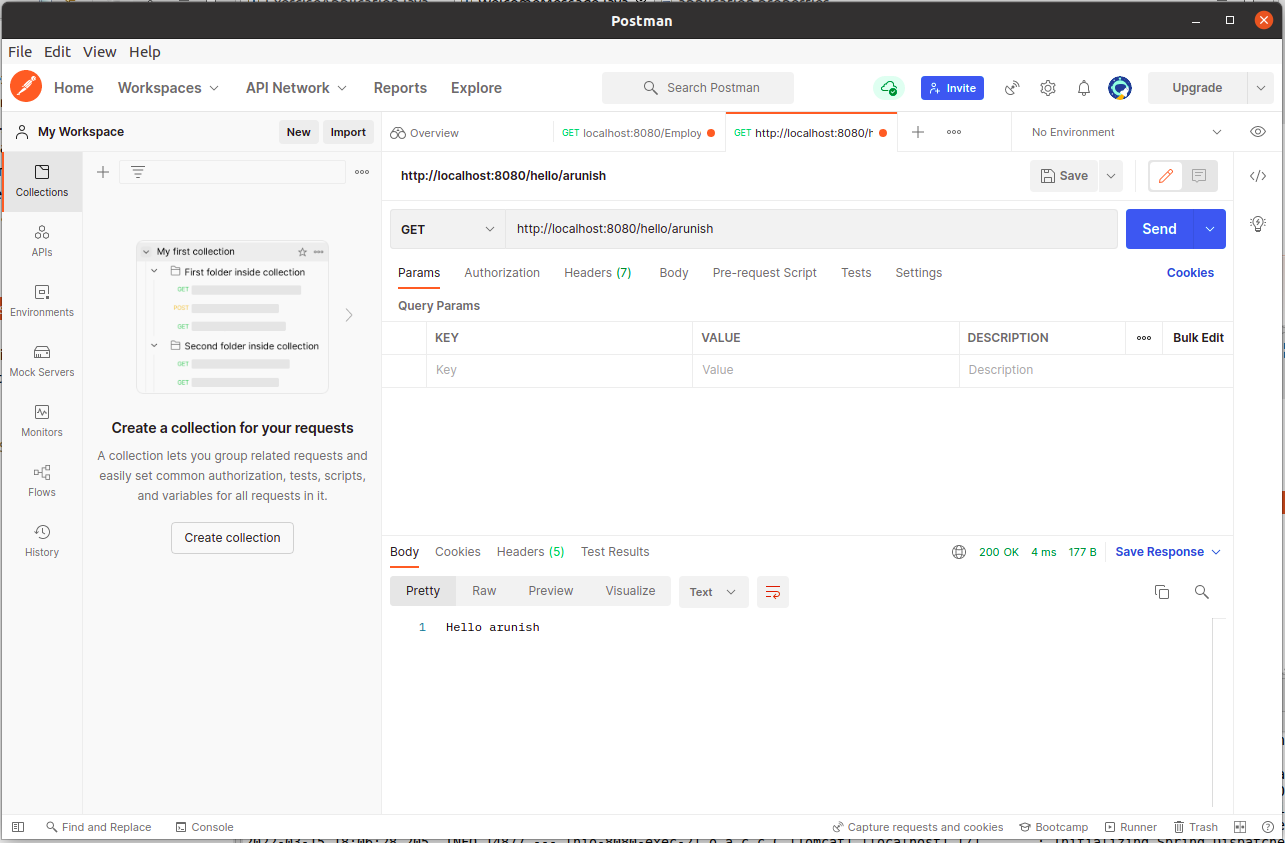 Postman
File Edit View Help
Home Workspaces API Network Reports Explore Search Postman Invite Upgrade
My Workspace New Import Overview GET localhost:8080/Employ GET http://localhost:8080/h No Environment
Collections
APIs
Environments
Mock Servers
Monitors
Flows
History
My first collection
First folder inside collection
GET
POST
GET
Second folder inside collection
GET
GET
Create a collection for your requests
A collection lets you group related requests and
easily set common authorization, tests, scripts,
and variables for all requests in it.
Create collection
http://localhost:8080/hello/arunish Save
GET http://localhost:8080/hello/arunish Send
Params Authorization Headers (7) Body Pre-request Script Tests Settings Cookies
Query Params
KEY VALUE DESCRIPTION Bulk Edit
Key Value Description
Body Cookies Headers (5) Test Results 200 OK 4 ms 177 B Save Response
Pretty Raw Preview Visualize Text
1 Hello arunish
Find and Replace Console Capture requests and cookies Bootcamp Runner Trash